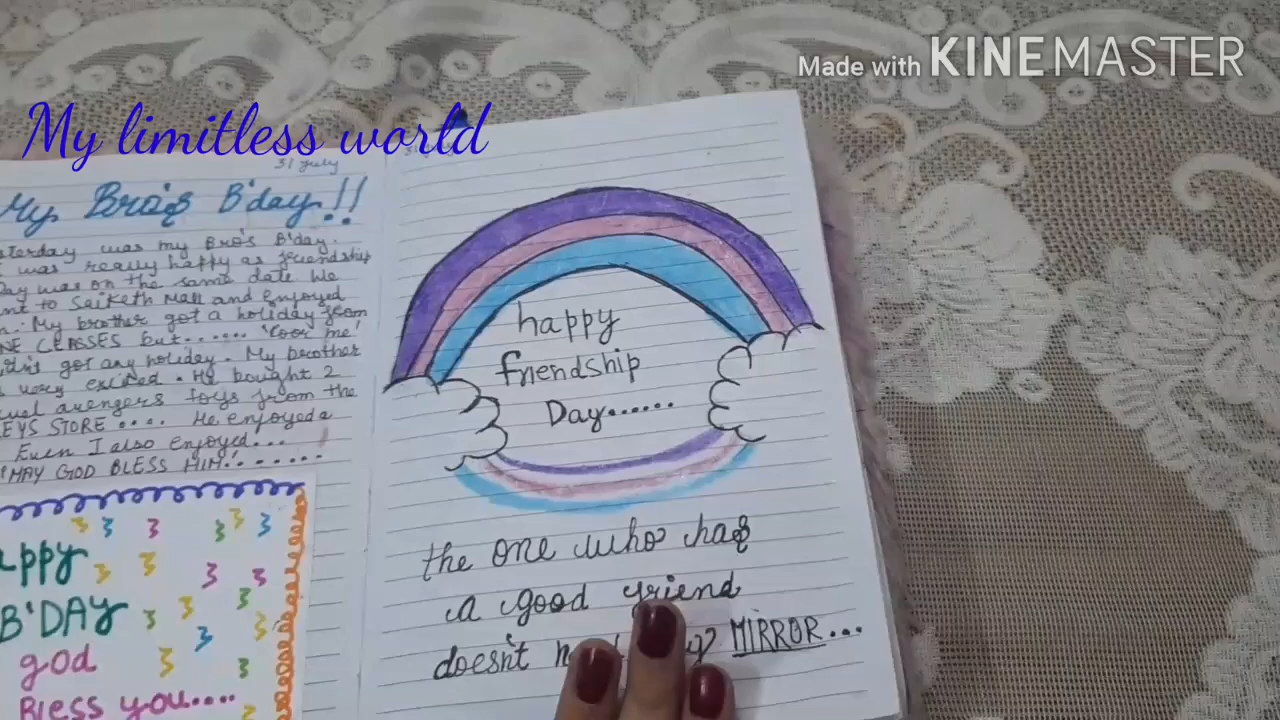 Made with KINEMASTER
My limitless world
31 July
My Bro's B'day!!
yesterday was my Bro's B'day.
was really happy as friendship
Day was on the same date We
to Saiketh Mall and enjoyed
My brother got a holiday from
CLASSES but...... 'Poor me'
got any holiday. My brother
very excited. He bought 2
avengers toys from the
STORE .... He enjoyed a
Even I also enjoyed...
'MAY GOD BLESS HIM'.......
happy
B'DAY
god
Bless you....
happy
friendship
Day......
the one who has
a good friend
doesn't MIRROR...